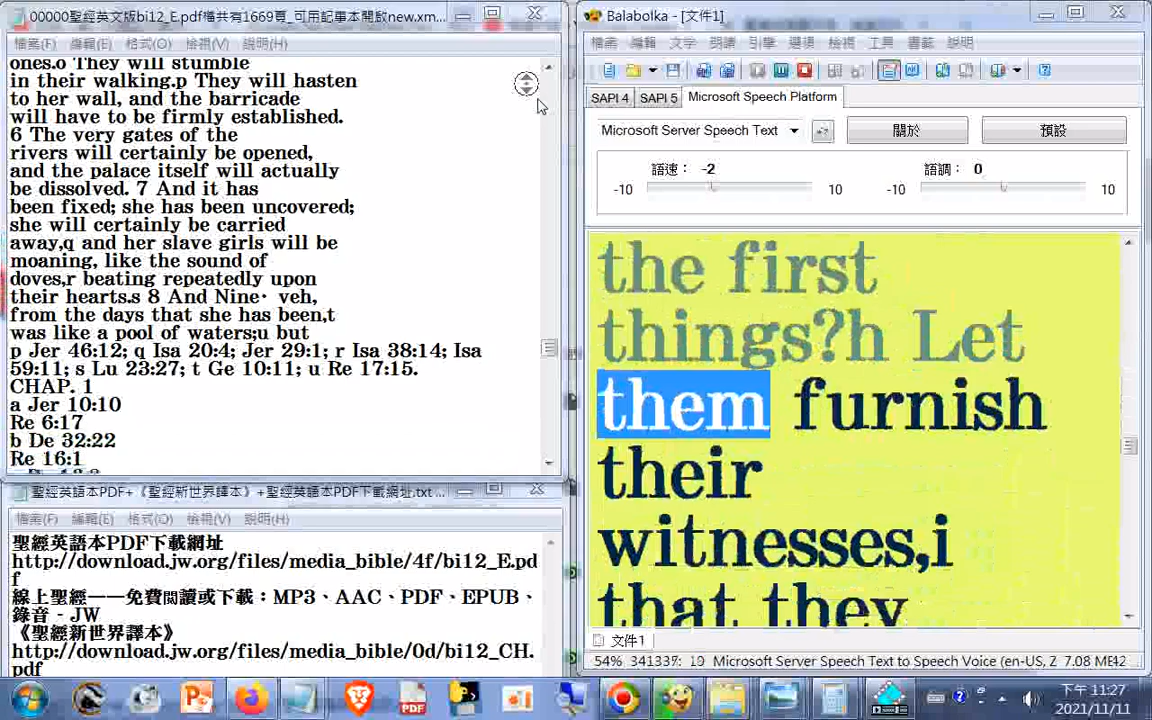 00000聖經英文版bi12_E.pdf檔共有1669頁_可用記事本開啟new.xm...
檔案(F) 編輯(E) 格式(O) 檢視(V) 說明(H)
ones.o They will stumble
in their walking.p They will hasten
to her wall, and the barricade
will have to be firmly established.
6 The very gates of the
rivers will certainly be opened,
and the palace itself will actually
be dissolved. 7 And it has
been fixed; she has been uncovered;
she will certainly be carried
away,q and her slave girls will be
moaning, like the sound of
doves,r beating repeatedly upon
their hearts.s 8 And Nine· veh,
from the days that she has been,t
was like a pool of waters;u but
p Jer 46:12; q Isa 20:4; Jer 29:1; r Isa 38:14; Isa
59:11; s Lu 23:27; t Ge 10:11; u Re 17:15.
CHAP. 1
a Jer 10:10
Re 6:17
b De 32:22
Re 16:1
聖經英語本PDF+《聖經新世界譯本》+聖經英語本PDF下載網址.txt ...
檔案(F) 編輯(E) 格式(O) 檢視(V) 說明(H)
聖經英語本PDF下載網址
http://download.jw.org/files/media_bible/4f/bi12_E.pd
f
線上聖經——免費閱讀或下載：MP3、AAC、PDF、EPUB、
錄音 - JW
《聖經新世界譯本》
http://download.jw.org/files/media_bible/0d/bi12_CH.
pdf
Balabolka - [文件1]
檔案 編輯 文字 朗讀 引擎 選項 檢視 工具 書籤 說明
SAPI 4 SAPI 5 Microsoft Speech Platform
Microsoft Server Speech Text 關於 預設
語速： -2 語調： 0
-10 10 -10 10
the first
things?h Let
them furnish
their
witnesses,i
that they
文件1
54% 341337: 10 Microsoft Server Speech Text to Speech Voice (en-US, Z 7.08 ME42
下午 11:27
2021/11/11